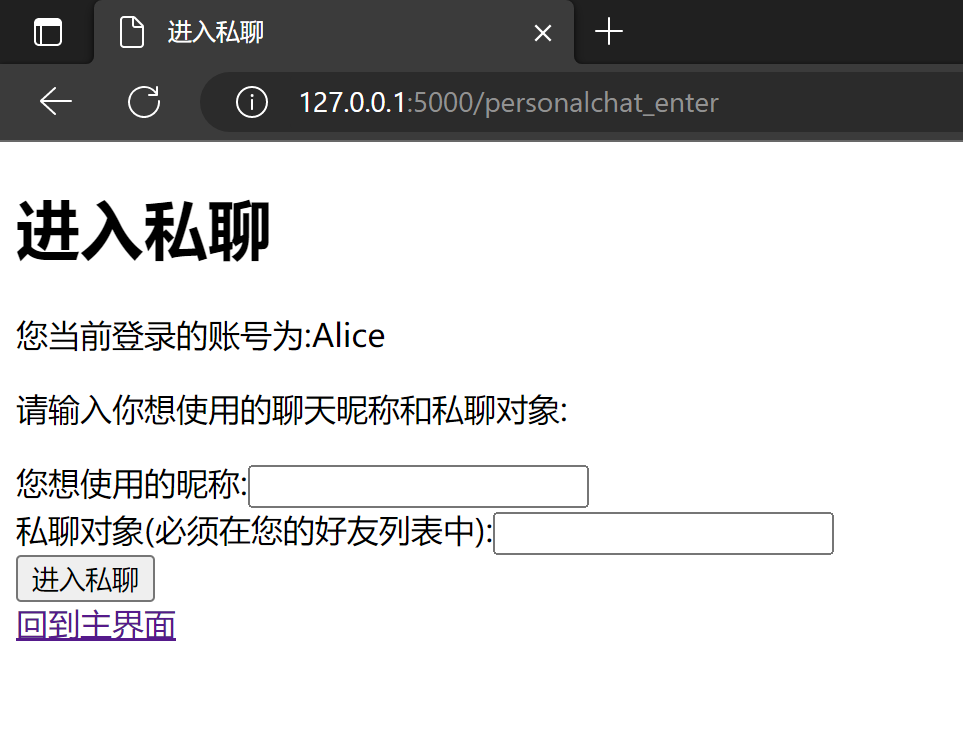 进入私聊
127.0.0.1:5000/personalchat_enter
进入私聊
您当前登录的账号为:Alice
请输入你想使用的聊天昵称和私聊对象:
您想使用的昵称:
私聊对象(必须在您的好友列表中):
进入私聊
回到主界面